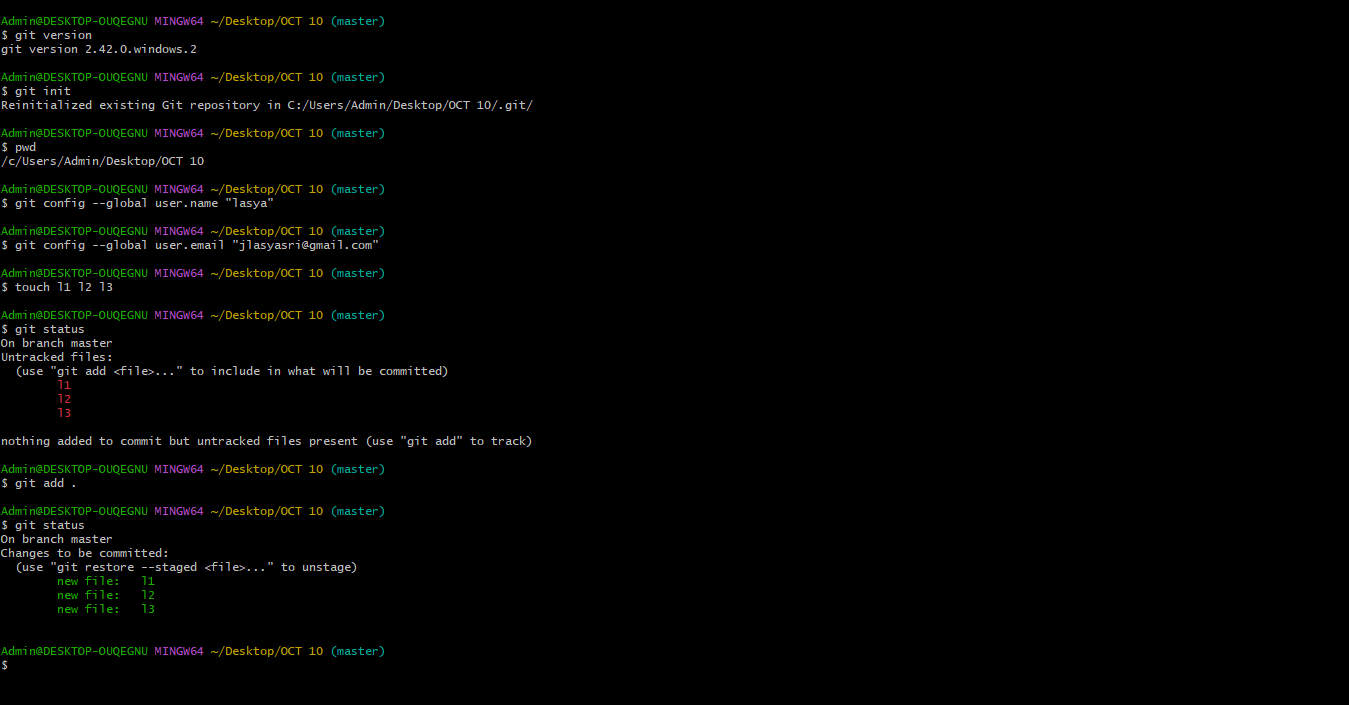 Admin@DESKTOP-OUQEGNU MINGW64 ~/Desktop/OCT 10 (master)
$ git version
git version 2.42.0.windows.2
Admin@DESKTOP-OUQEGNU MINGW64 ~/Desktop/OCT 10 (master)
$ git init
Reinitialized existing Git repository in C:/Users/Admin/Desktop/OCT 10/.git/
Admin@DESKTOP-OUQEGNU MINGW64 ~/Desktop/OCT 10 (master)
$ pwd
/c/Users/Admin/Desktop/OCT 10
Admin@DESKTOP-OUQEGNU MINGW64 ~/Desktop/OCT 10 (master)
$ git config --global user.name "lasya"
Admin@DESKTOP-OUQEGNU MINGW64 ~/Desktop/OCT 10 (master)
$ git config --global user.email "jlasyasri@gmail.com"
Admin@DESKTOP-OUQEGNU MINGW64 ~/Desktop/OCT 10 (master)
$ touch l1 l2 l3
Admin@DESKTOP-OUQEGNU MINGW64 ~/Desktop/OCT 10 (master)
$ git status
On branch master
Untracked files:
  (use "git add <file>..." to include in what will be committed)
        l1
        l2
        l3
nothing added to commit but untracked files present (use "git add" to track)
Admin@DESKTOP-OUQEGNU MINGW64 ~/Desktop/OCT 10 (master)
$ git add .
Admin@DESKTOP-OUQEGNU MINGW64 ~/Desktop/OCT 10 (master)
$ git status
On branch master
Changes to be committed:
  (use "git restore --staged <file>..." to unstage)
        new file:   l1
        new file:   l2
        new file:   l3
Admin@DESKTOP-OUQEGNU MINGW64 ~/Desktop/OCT 10 (master)
$